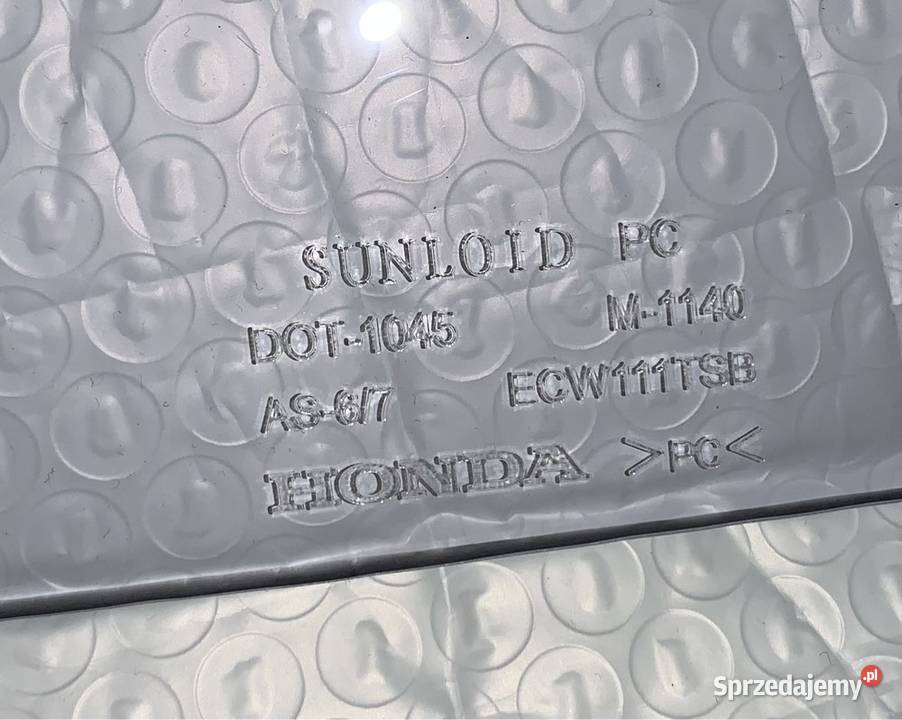 SUNLOID PC
DOT-1045 M-1140
AS-6/7 ECW111TSB
HONDA >PC<
Sprzedajemy.pl